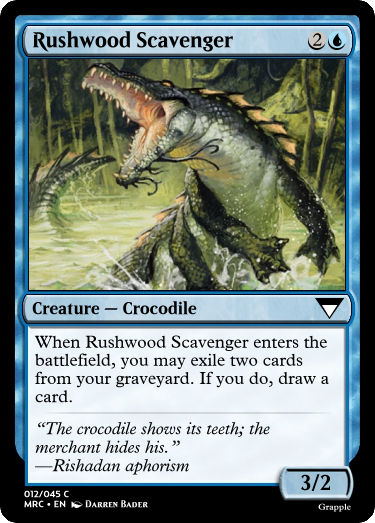 Rushwood Scavenger 2
Creature — Crocodile
When Rushwood Scavenger enters the
battlefield, you may exile two cards
from your graveyard. If you do, draw a
card.
“The crocodile shows its teeth; the
merchant hides his.”
—Rishadan aphorism
3/2
012/045 C
MRC • EN Darren Bader
Grapple